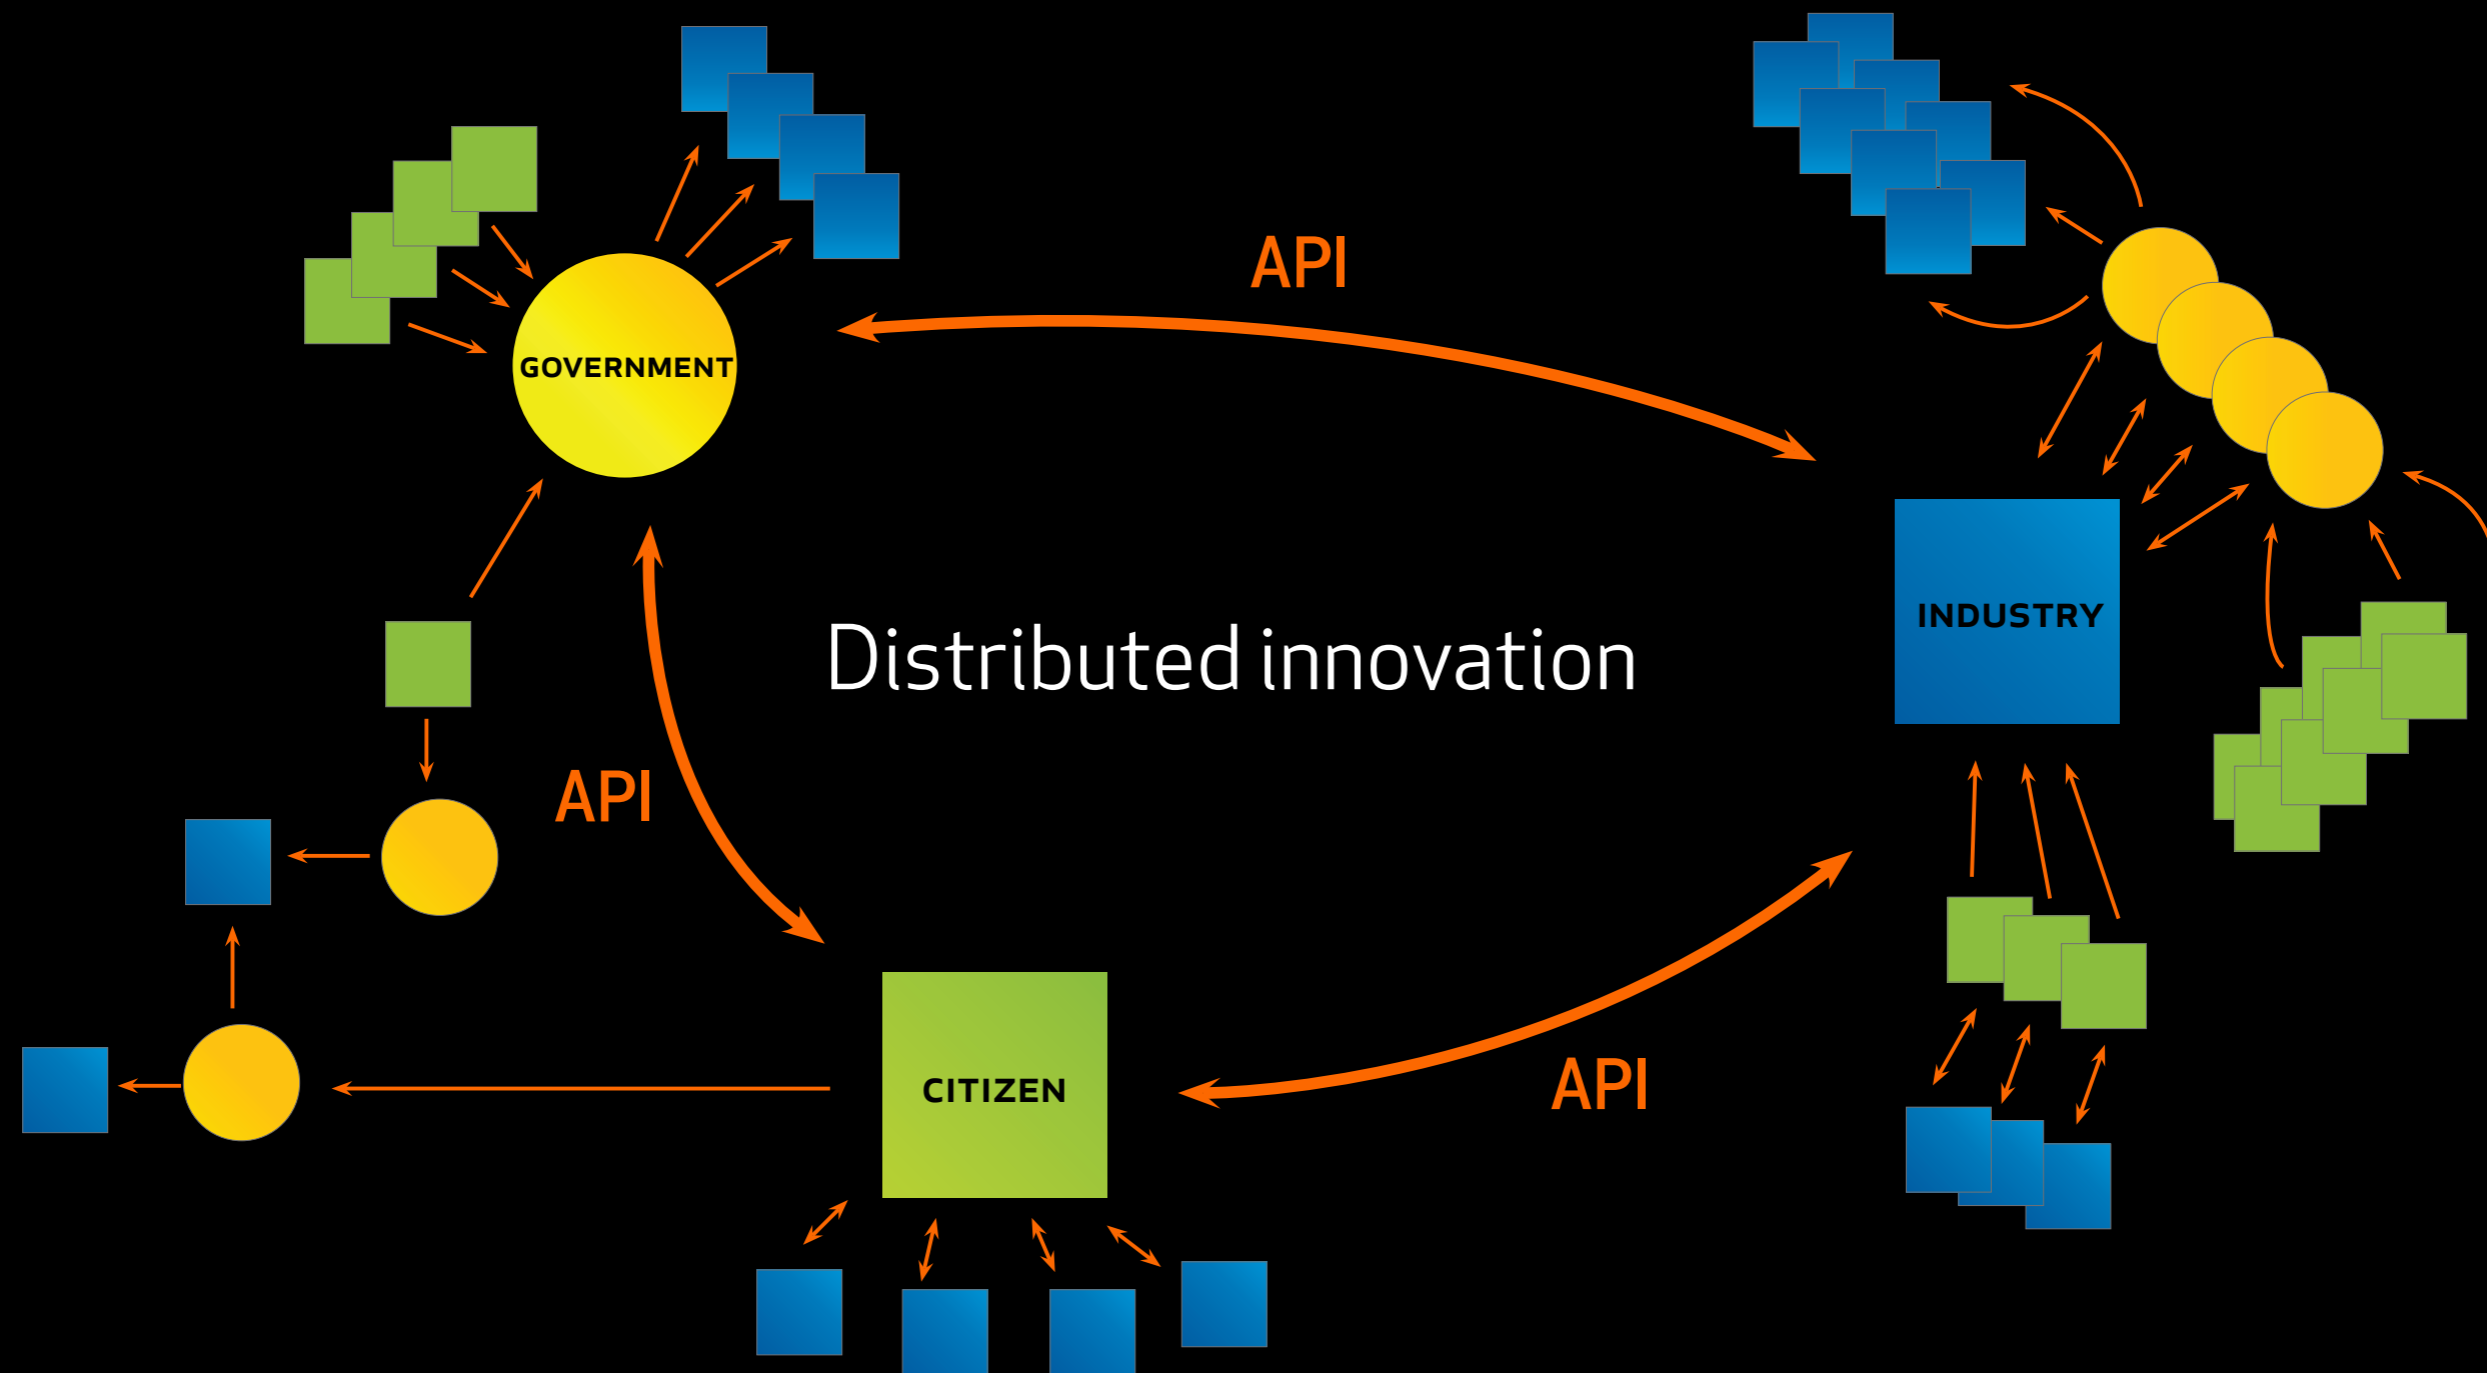 API
GOVERNMENT
INDUSTRY
Distributed innovation
API
CITIZEN
API